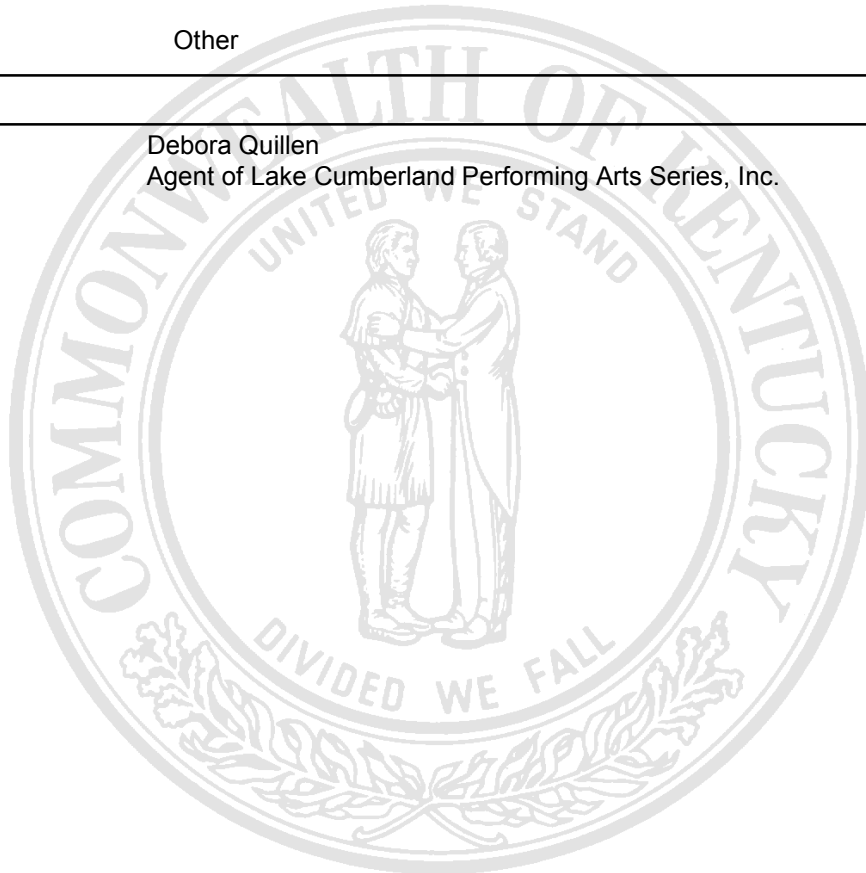 Other
COMMONWEALTH OF KENTUCKY
Debora Quillen
Agent of Lake Cumberland Performing Arts Series, Inc.
UNITED WE STAND
DIVIDED WE FALL